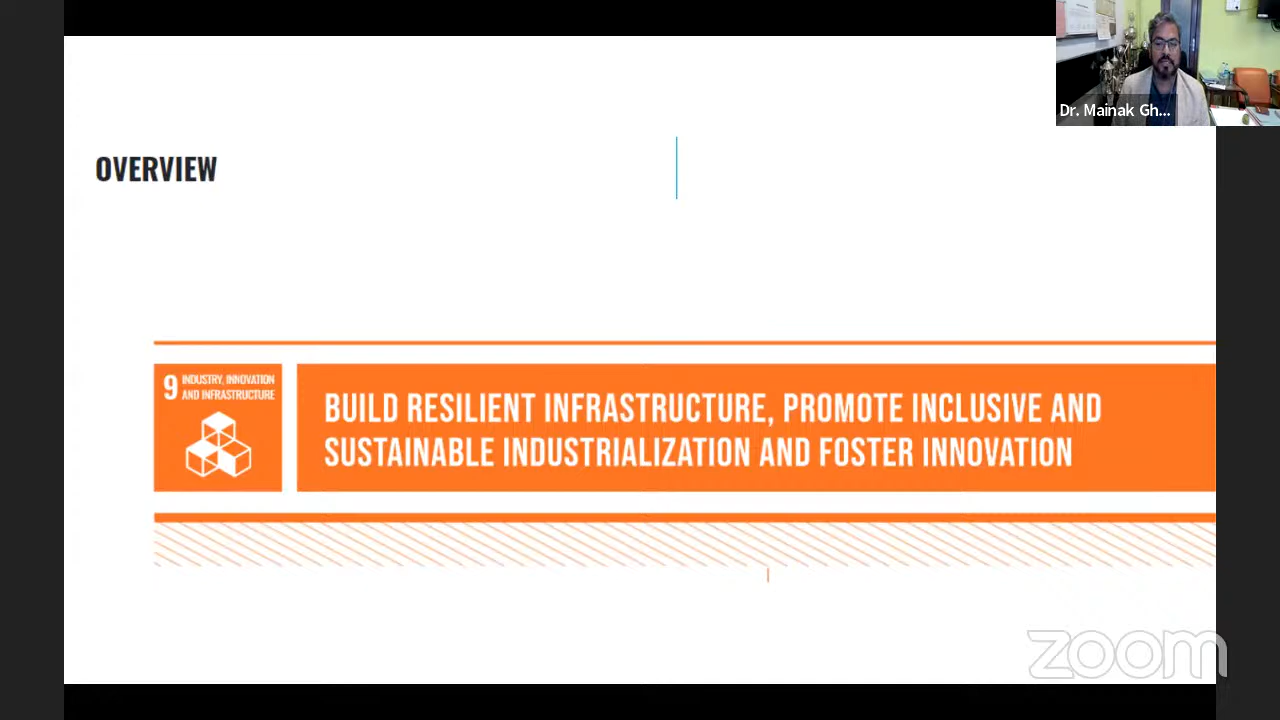 Dr. Mainak Gh...
OVERVIEW
9 INDUSTRY, INNOVATION
AND INFRASTRUCTURE
BUILD RESILIENT INFRASTRUCTURE, PROMOTE INCLUSIVE AND
SUSTAINABLE INDUSTRIALIZATION AND FOSTER INNOVATION
zoom